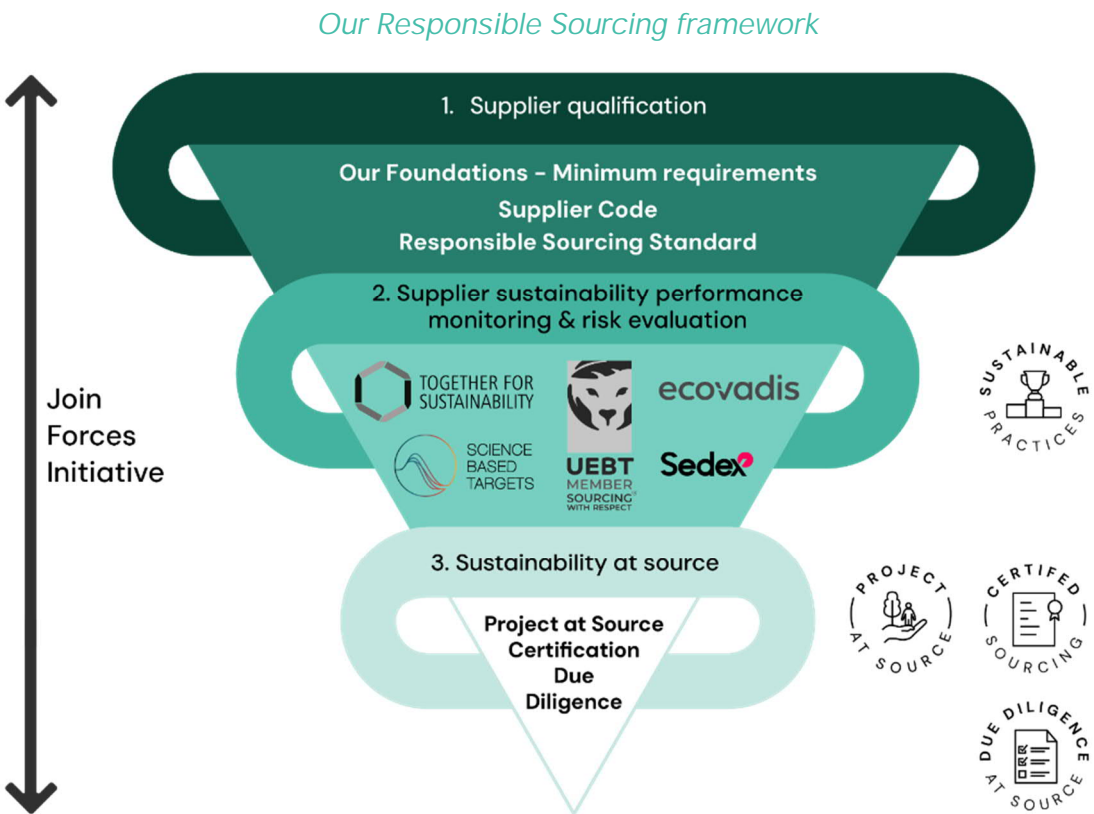 Our Responsible Sourcing framework
1. Supplier qualification
Our Foundations – Minimum requirements
Supplier Code
Responsible Sourcing Standard
2. Supplier sustainability performance
monitoring & risk evaluation
TOGETHER FOR
SUSTAINABILITY
SCIENCE
BASED
TARGETS
UEBT
MEMBER
SOURCING
WITH RESPECT
ecovadis
Sedex
SUSTAINABLE
PRACTICES
Join
Forces
Initiative
3. Sustainability at source
Project at Source
Certification
Due
Diligence
PROJECT
AT SOURCE
CERTIFED
SOURCING
DUE DILIGENCE
AT SOURCE